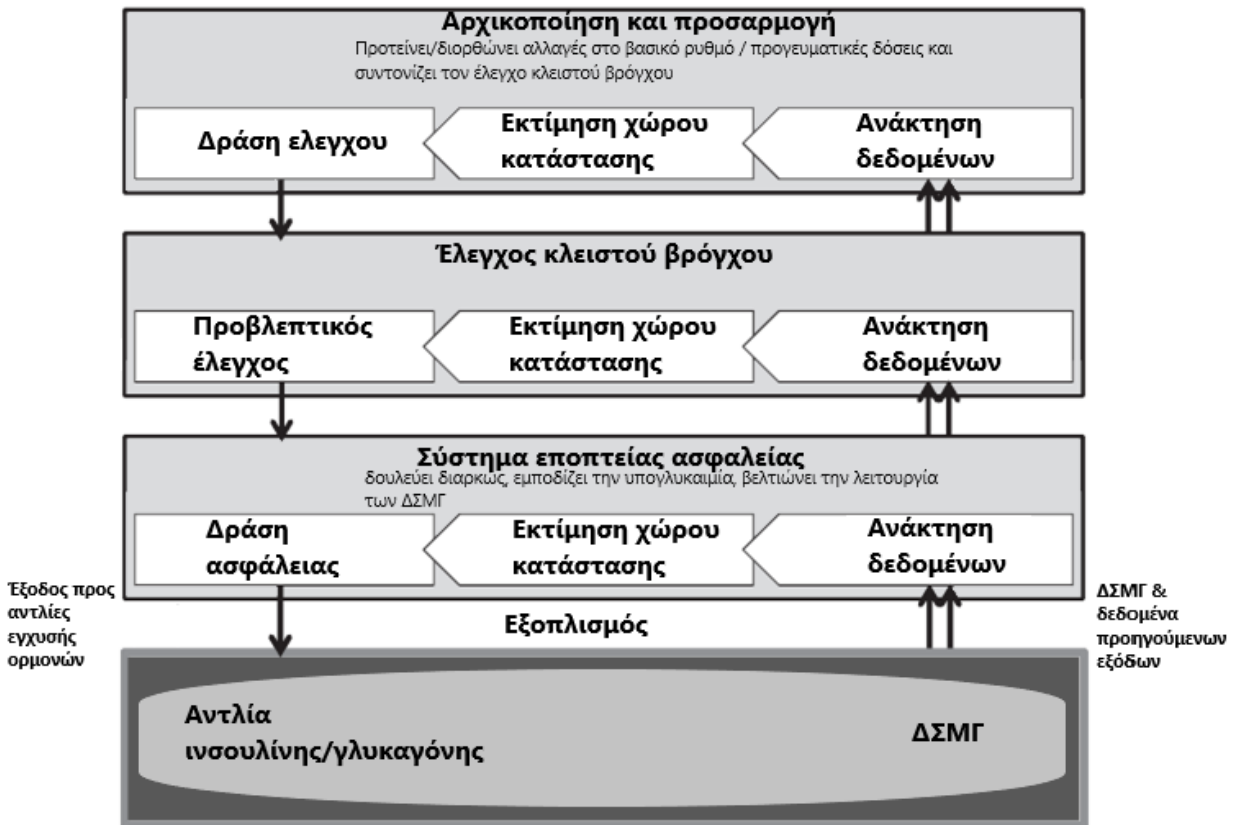 Αρχικοποίηση και προσαρμογή
Προτείνει/διορθώνει αλλαγές στο βασικό ρυθμό / προγευματικές δόσεις και
συντονίζει τον έλεγχο κλειστού βρόγχου
Δράση ελεγχου
Εκτίμηση χώρου
κατάστασης
Ανάκτηση
δεδομένων
Έλεγχος κλειστού βρόγχου
Προβλεπτικός
έλεγχος
Εκτίμηση χώρου
κατάστασης
Ανάκτηση
δεδομένων
Σύστημα εποπτείας ασφαλείας
δουλεύει διαρκώς, εμποδίζει την υπογλυκαιμία, βελτιώνει την λειτουργία
των ΔΣΜΓ
Δράση
ασφάλειας
Εκτίμηση χώρου
κατάστασης
Ανάκτηση
δεδομένων
Έξοδος προς
αντλίες
εγχυσής
ορμονών
Εξοπλισμός
ΔΣΜΓ &
δεδομένα
προηγούμενων
εξόδων
Αντλία
ινσουλίνης/γλυκαγόνης
ΔΣΜΓ